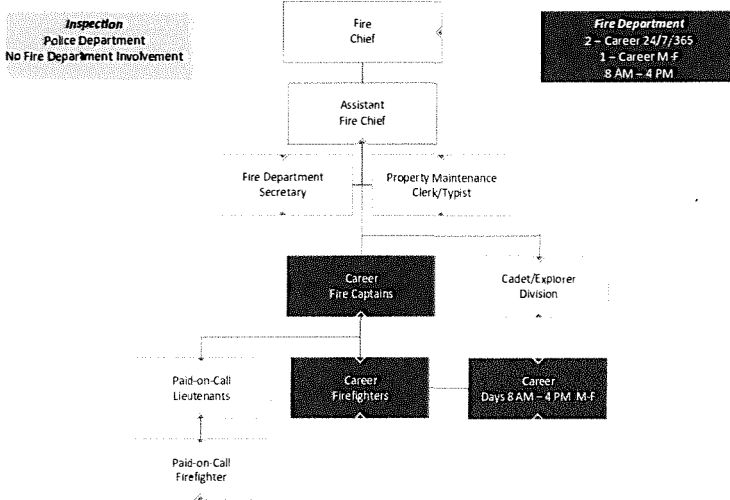 Inspection
Police Department
No Fire Department Involvement
Fire
Chief
Fire Department
2 – Career 24/7/365
1 – Career M-F
8 AM – 4 PM
Assistant
Fire Chief
Fire Department
Secretary
Property Maintenance
Clerk/Typist
Career
Fire Captains
Cadet/Explorer
Division
Paid-on-Call
Lieutenants
Career
Firefighters
Career
Days 8 AM – 4 PM M-F
Paid-on-Call
Firefighter